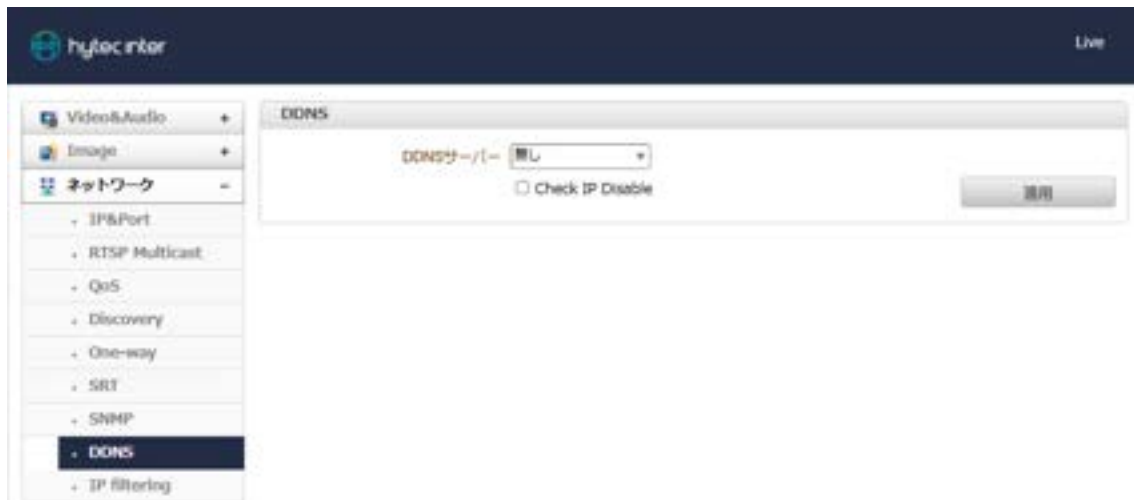 hytec inter
Live
Video&Audio +
Image +
ネットワーク -
IP&Port
RTSP Multicast
QoS
Discovery
One-way
SRT
SNMP
DDNS
IP filtering
DDNS
DDNSサーバー 無し
Check IP Disable
適用